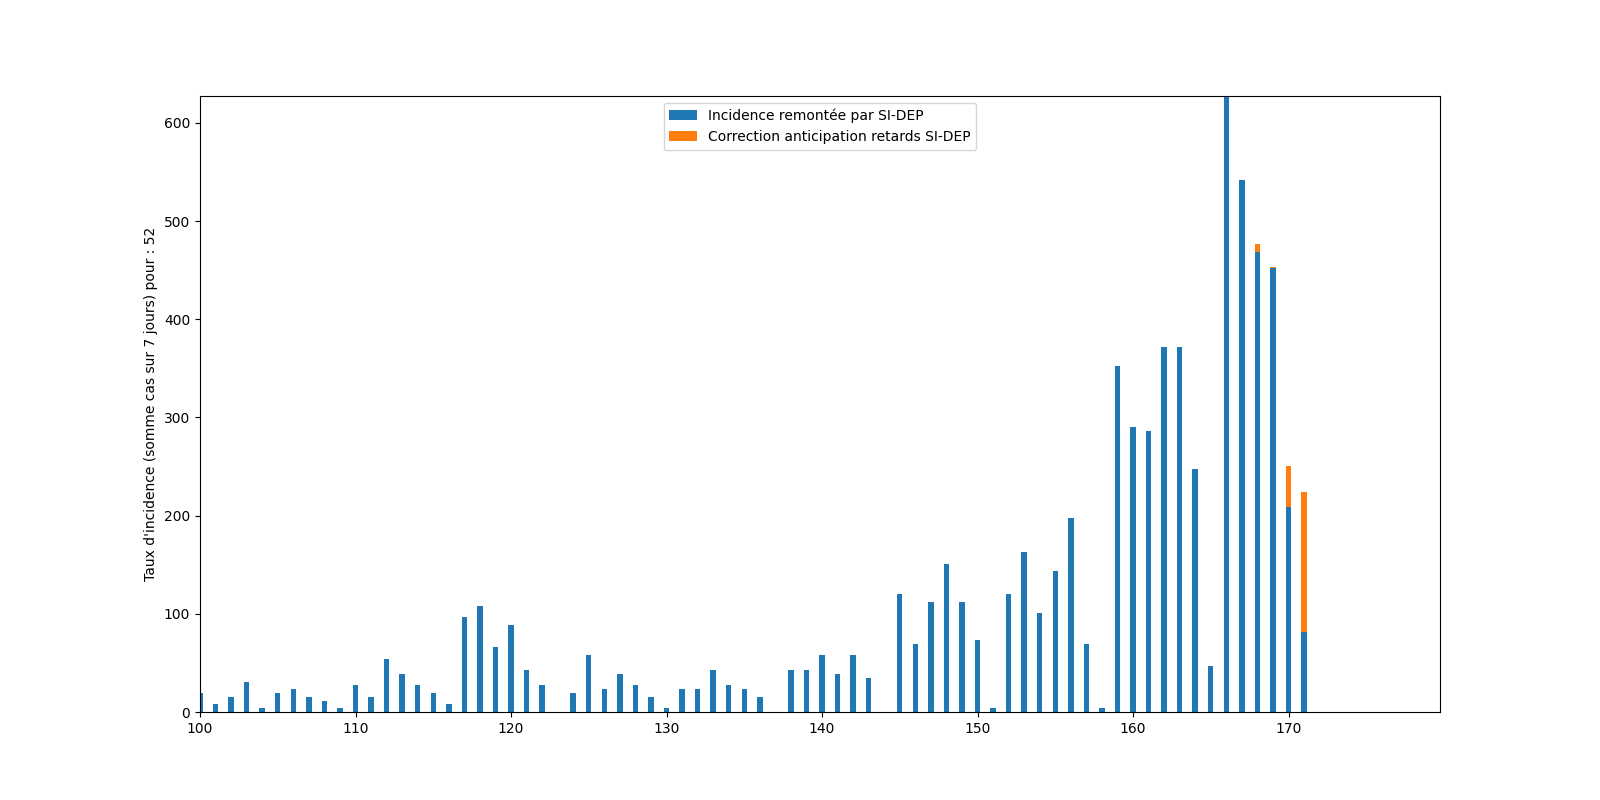 Incidence remontée par SI-DEP
Correction anticipation retards SI-DEP
Taux d'incidence (somme cas sur 7 jours) pour : 52
600
500
400
300
200
100
0
100 110 120 130 140 150 160 170